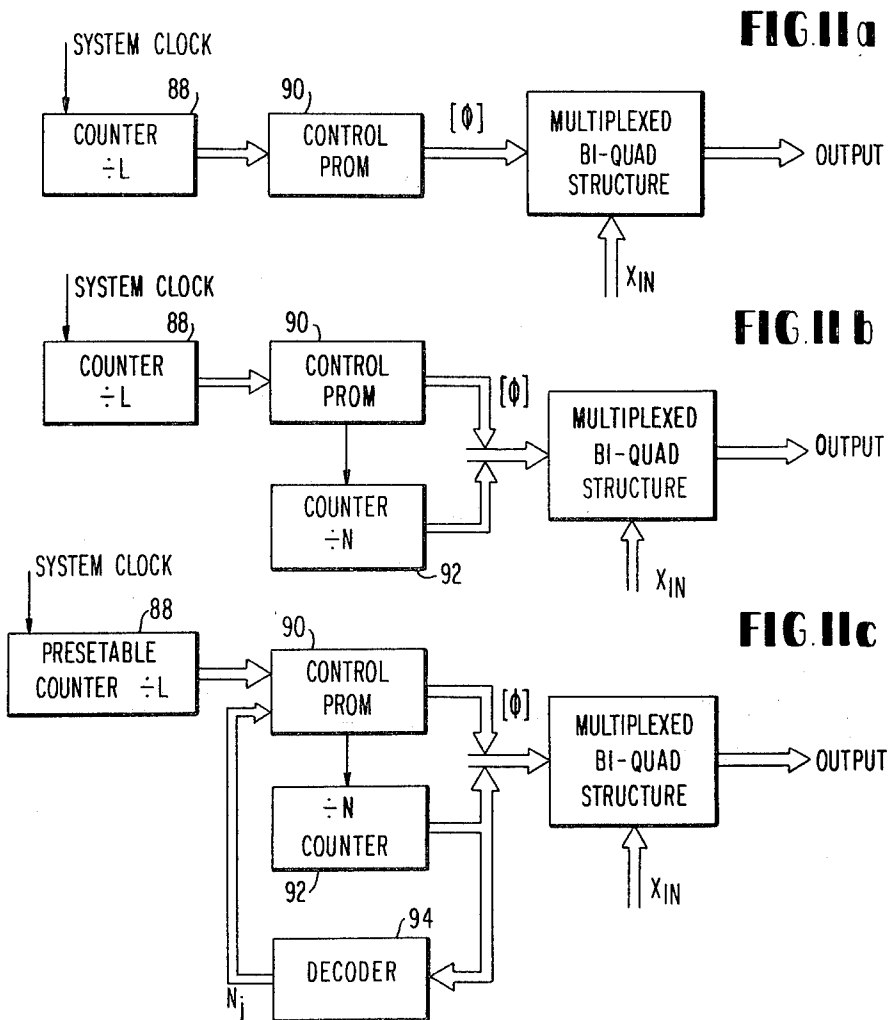 FIG.11a
SYSTEM CLOCK
88
COUNTER
÷L
90
CONTROL
PROM
[Φ]
MULTIPLEXED
BI-QUAD
STRUCTURE
OUTPUT
XIN
FIG.11b
SYSTEM CLOCK
88
COUNTER
÷L
90
CONTROL
PROM
[Φ]
MULTIPLEXED
BI-QUAD
STRUCTURE
OUTPUT
COUNTER
÷N
92
XIN
FIG.11c
SYSTEM CLOCK
88
PRESETABLE
COUNTER ÷L
90
CONTROL
PROM
[Φ]
MULTIPLEXED
BI-QUAD
STRUCTURE
OUTPUT
÷N
COUNTER
92
XIN
94
DECODER
Nj